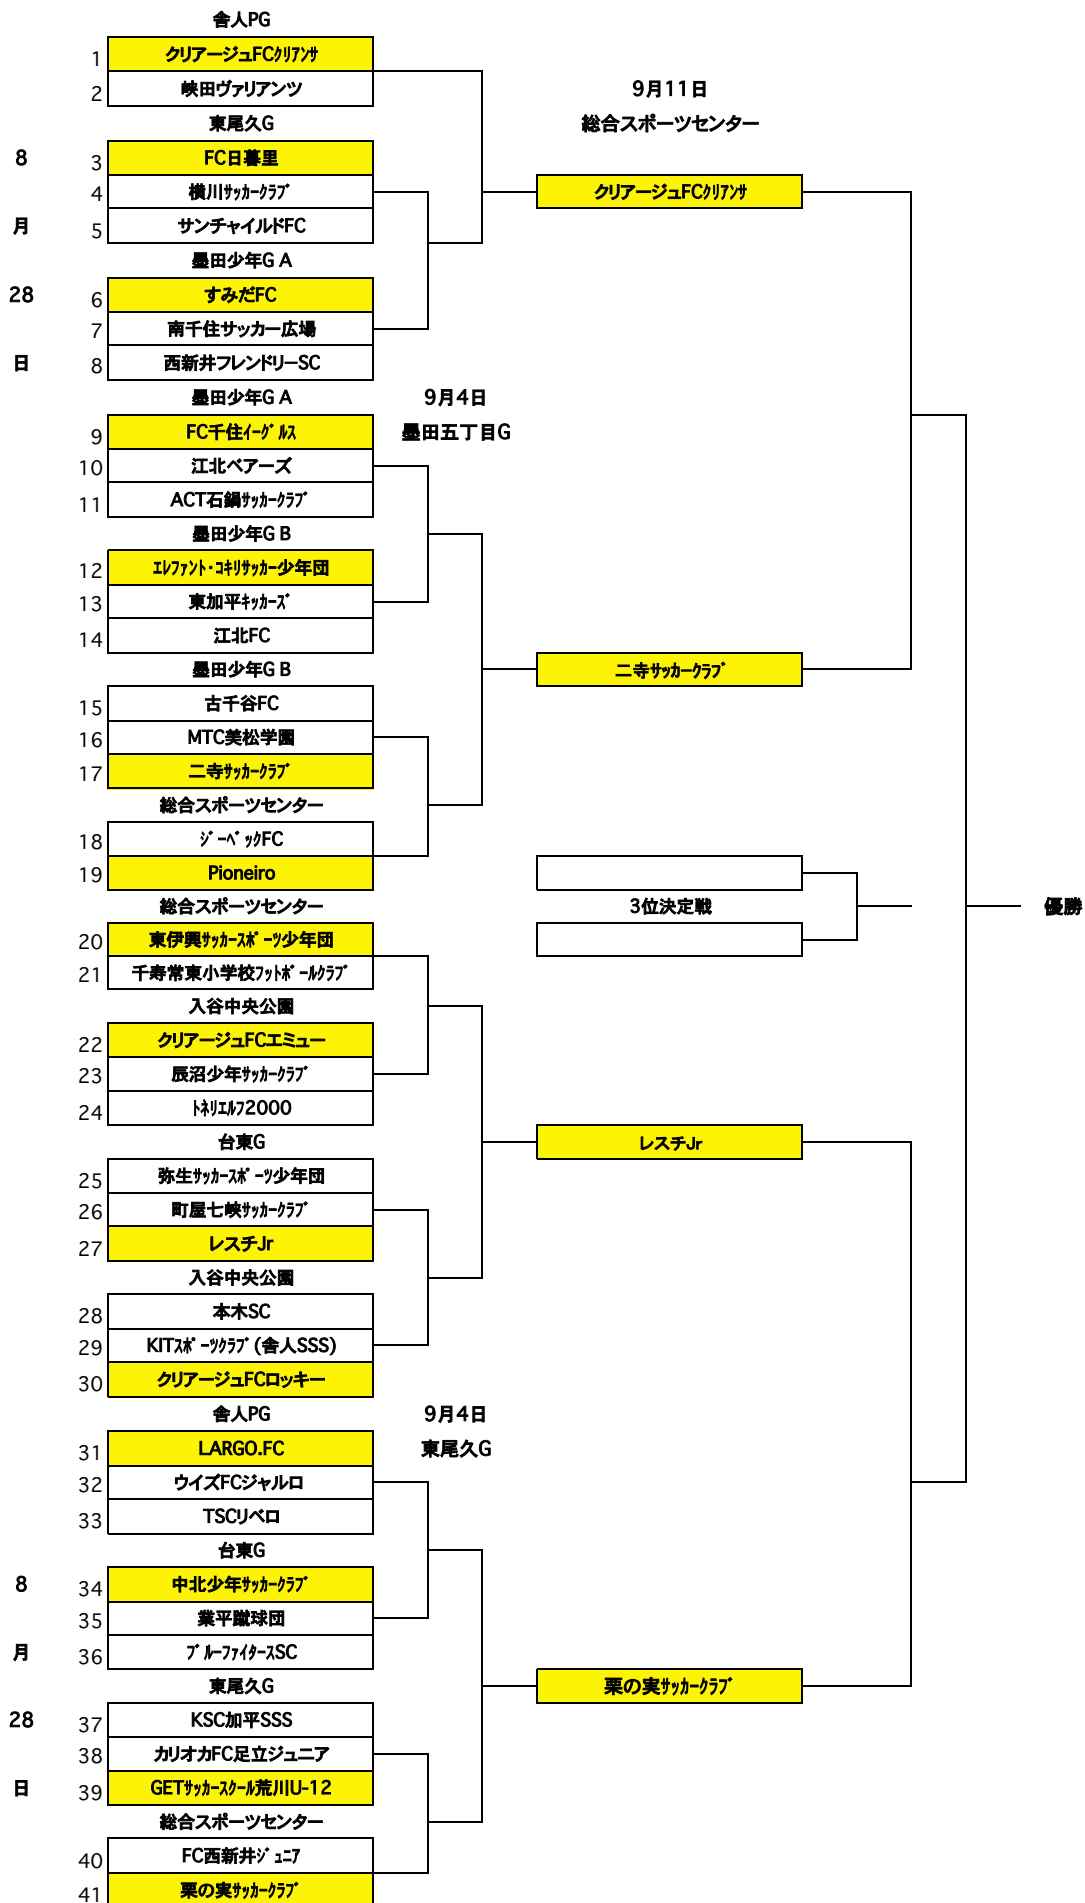 舎人PG
1 クリアージュFCｸﾘｱﾝｻ
2 峡田ヴァリアンツ
9月11日
総合スポーツセンター
東尾久G
8
3 FC日暮里
4 横川ｻｯｶｰｸﾗﾌﾞ
クリアージュFCｸﾘｱﾝｻ
月
5 サンチャイルドFC
墨田少年G A
28
6 すみだFC
7 南千住サッカー広場
日
8 西新井フレンドリーSC
墨田少年G A
9月4日
墨田五丁目G
9 FC千住ｲｰｸﾞﾙｽ
10 江北ベアーズ
11 ACT石鍋ｻｯｶｰｸﾗﾌﾞ
墨田少年G B
12 ｴﾚﾌｧﾝﾄ･ｺｷﾘｻｯｶｰ少年団
13 東加平ｷｯｶｰｽﾞ
14 江北FC
墨田少年G B
二寺ｻｯｶｰｸﾗﾌﾞ
15 古千谷FC
16 MTC美松学園
17 二寺ｻｯｶｰｸﾗﾌﾞ
総合スポーツセンター
18 ｼﾞｰﾍﾞｯｸFC
19 Pioneiro
総合スポーツセンター
3位決定戦
優勝
20 東伊興ｻｯｶｰｽﾎﾟｰﾂ少年団
21 千寿常東小学校ﾌｯﾄﾎﾞｰﾙｸﾗﾌﾞ
入谷中央公園
22 クリアージュFCエミュー
23 辰沼少年ｻｯｶｰｸﾗﾌﾞ
24 ﾄﾈﾘｴﾙﾌ2000
台東G
レスチJr
25 弥生ｻｯｶｰｽﾎﾟｰﾂ少年団
26 町屋七峡ｻｯｶｰｸﾗﾌﾞ
27 レスチJr
入谷中央公園
28 本木SC
29 KITｽﾎﾟｰﾂｸﾗﾌﾞ(舎人SSS)
30 クリアージュFCロッキー
舎人PG
9月4日
東尾久G
31 LARGO.FC
32 ウイズFCジャルロ
33 TSCリベロ
台東G
8
34 中北少年ｻｯｶｰｸﾗﾌﾞ
35 業平蹴球団
月
36 ﾌﾞﾙｰﾌｧｲﾀｰｽSC
東尾久G
栗の実ｻｯｶｰｸﾗﾌﾞ
28
37 KSC加平SSS
38 カリオカFC足立ジュニア
日
39 GETｻｯｶｰｽｸｰﾙ荒川U-12
総合スポーツセンター
40 FC西新井ｼﾞｭﾆｱ
41 栗の実ｻｯｶｰｸﾗﾌﾞ